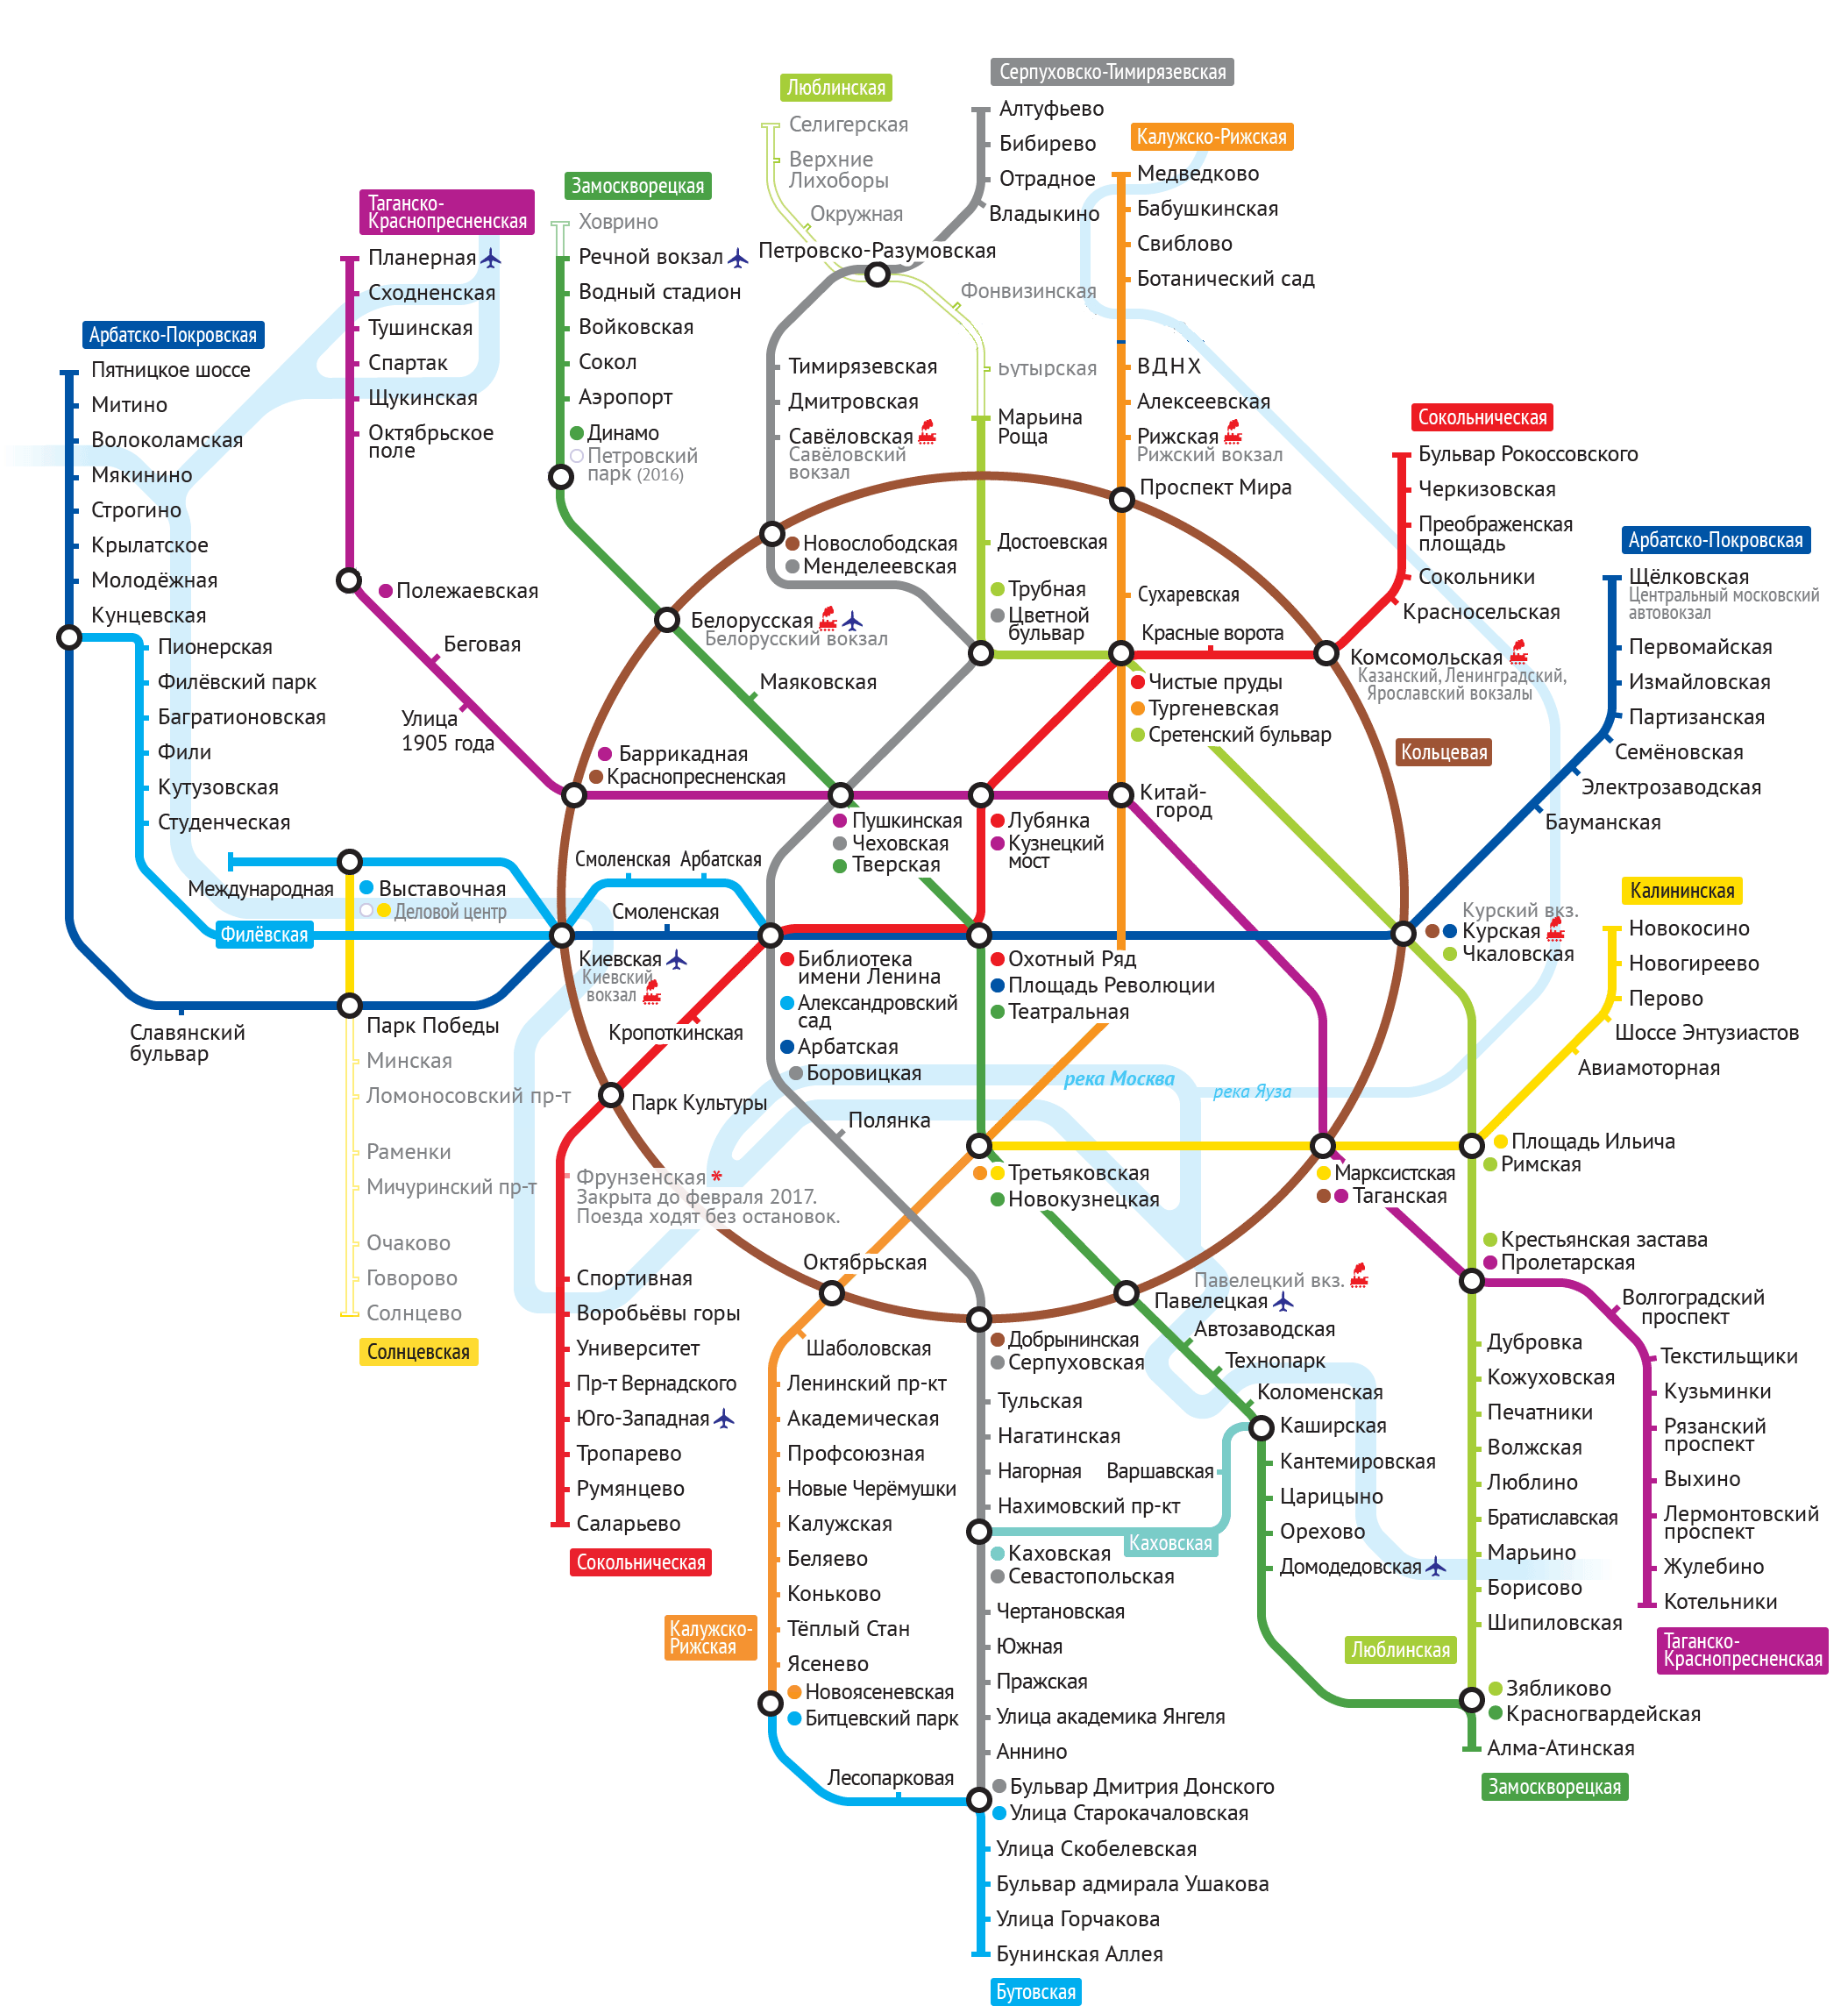 Серпуховско-Тимирязевская
Алтуфьево
Бибирево
Отрадное
Владыкино
Люблинская
Селигерская
Верхние
Лихоборы
Окружная
Петровско-Разумовская
Фонвизинская
Бутырская
Марьина
Роща
Достоевская
Трубная
Цветной
бульвар
Калужско-Рижская
Медведково
Бабушкинская
Свиблово
Ботанический сад
ВДНХ
Алексеевская
Рижская
Рижский вокзал
Проспект Мира
Сухаревская
Красные ворота
Замоскворецкая
Ховрино
Речной вокзал
Водный стадион
Войковская
Сокол
Аэропорт
Динамо
Петровский
парк (2016)
Таганско-
Краснопресненская
Планерная
Сходненская
Тушинская
Спартак
Щукинская
Октябрьское
поле
Полежаевская
Беговая
Улица
1905 года
Арбатско-Покровская
Пятницкое шоссе
Митино
Волоколамская
Мякинино
Строгино
Крылатское
Молодёжная
Кунцевская
Пионерская
Филёвский парк
Багратионовская
Фили
Кутузовская
Студенческая
Международная
Выставочная
Деловой центр
Филёвская
Славянский
бульвар
Парк Победы
Минская
Ломоносовский пр-т
Раменки
Мичуринский пр-т
Очаково
Говорово
Солнцево
Солнцевская
Тимирязевская
Дмитровская
Савёловская
Савёловский
вокзал
Новослободская
Менделеевская
Белорусская
Белорусский вокзал
Маяковская
Баррикадная
Краснопресненская
Пушкинская
Чеховская
Тверская
Лубянка
Кузнецкий
мост
Китай-
город
Чистые пруды
Тургеневская
Сретенский бульвар
Сокольническая
Бульвар Рокоссовского
Черкизовская
Преображенская
площадь
Сокольники
Красносельская
Комсомольская
Казанский, Ленинградский,
Ярославский вокзалы
Кольцевая
Арбатско-Покровская
Щёлковская
Центральный московский
автовокзал
Первомайская
Измайловская
Партизанская
Семёновская
Электрозаводская
Бауманская
Курский вкз.
Курская
Чкаловская
Калининская
Новокосино
Новогиреево
Перово
Шоссе Энтузиастов
Авиамоторная
Площадь Ильича
Римская
Смоленская
Арбатская
Смоленская
Киевская
Киевский
вокзал
Кропоткинская
Парк Культуры
Библиотека
имени Ленина
Александровский
сад
Арбатская
Боровицкая
Полянка
Охотный Ряд
Площадь Революции
Театральная
река Москва
река Яуза
Третьяковская
Новокузнецкая
Марксистская
Таганская
Фрунзенская *
Закрыта до февраля 2017.
Поезда ходят без остановок.
Спортивная
Воробьёвы горы
Университет
Пр-т Вернадского
Юго-Западная
Тропарево
Румянцево
Саларьево
Сокольническая
Октябрьская
Шаболовская
Ленинский пр-кт
Академическая
Профсоюзная
Новые Черёмушки
Калужская
Беляево
Коньково
Тёплый Стан
Ясенево
Новоясеневская
Битцевский парк
Калужско-
Рижская
Лесопарковая
Добрынинская
Серпуховская
Тульская
Нагатинская
Нагорная
Варшавская
Нахимовский пр-кт
Каховская
Каховская
Севастопольская
Чертановская
Южная
Пражская
Улица академика Янгеля
Аннино
Бульвар Дмитрия Донского
Улица Старокачаловская
Улица Скобелевская
Бульвар адмирала Ушакова
Улица Горчакова
Бунинская Аллея
Бутовская
Павелецкий вкз.
Павелецкая
Автозаводская
Технопарк
Коломенская
Каширская
Кантемировская
Царицыно
Орехово
Домодедовская
Крестьянская застава
Пролетарская
Дубровка
Кожуховская
Печатники
Волжская
Люблино
Братиславская
Марьино
Борисово
Шипиловская
Люблинская
Зябликово
Красногвардейская
Алма-Атинская
Замоскворецкая
Волгоградский
проспект
Текстильщики
Кузьминки
Рязанский
проспект
Выхино
Лермонтовский
проспект
Жулебино
Котельники
Таганско-
Краснопресненская